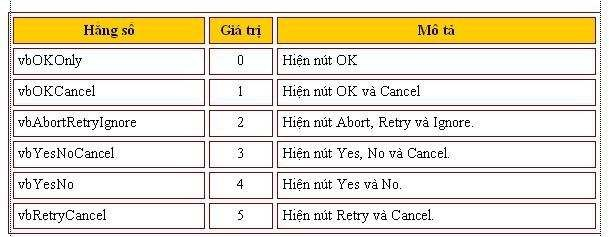 Hằng số Giá trị Mô tả
vbOKOnly 0 Hiện nút OK
vbOKCancel 1 Hiện nút OK và Cancel
vbAbortRetryIgnore 2 Hiện nút Abort, Retry và Ignore.
vbYesNoCancel 3 Hiện nút Yes, No và Cancel.
vbYesNo 4 Hiện nút Yes và No.
vbRetryCancel 5 Hiện nút Retry và Cancel.